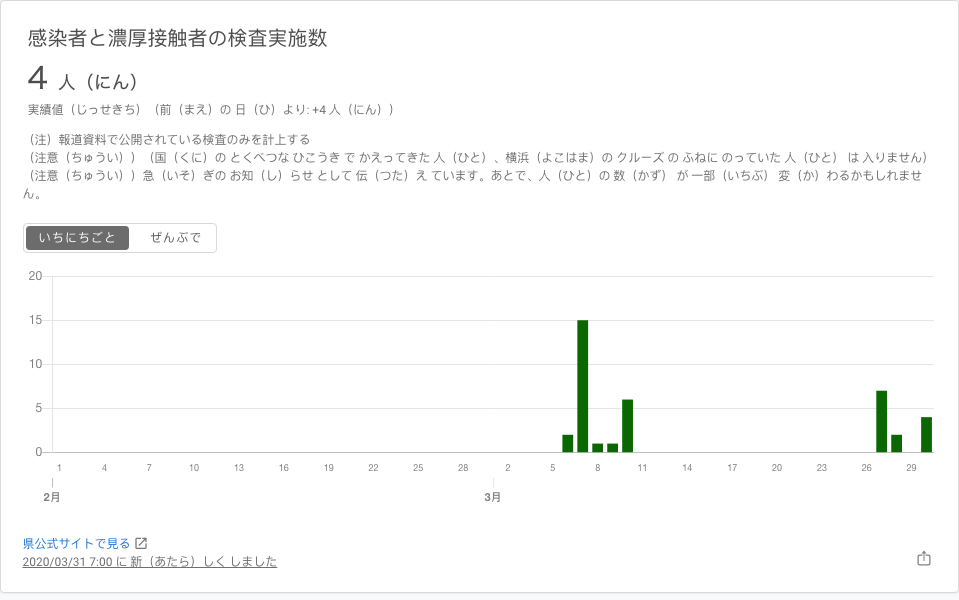 感染者と濃厚接触者の検査実施数
4 人（にん）
実績値（じっせきち）（前（まえ）の 日（ひ）より: +4 人（にん））
（注）報道資料で公開されている検査のみを計上する
（注意（ちゅうい））（国（くに）の とくべつな ひこうき で かえってきた 人（ひと）、横浜（よこはま）の クルーズ の ふねに のっていた 人（ひと） は 入りません）
（注意（ちゅうい））急（いそ）ぎの お知（し）らせ として 伝（つた）え ています。あとで、人（ひと）の 数（かず） が 一部（いちぶ） 変（か）わるかもしれませ
ん。
いちにちごと ぜんぶで
20
15
10
5
0
1 4 7 10 13 16 19 22 25 28 2 5 8 11 14 17 20 23 26 29
2月 3月
県公式サイトで見る
2020/03/31 7:00 に 新（あたら）しく しました